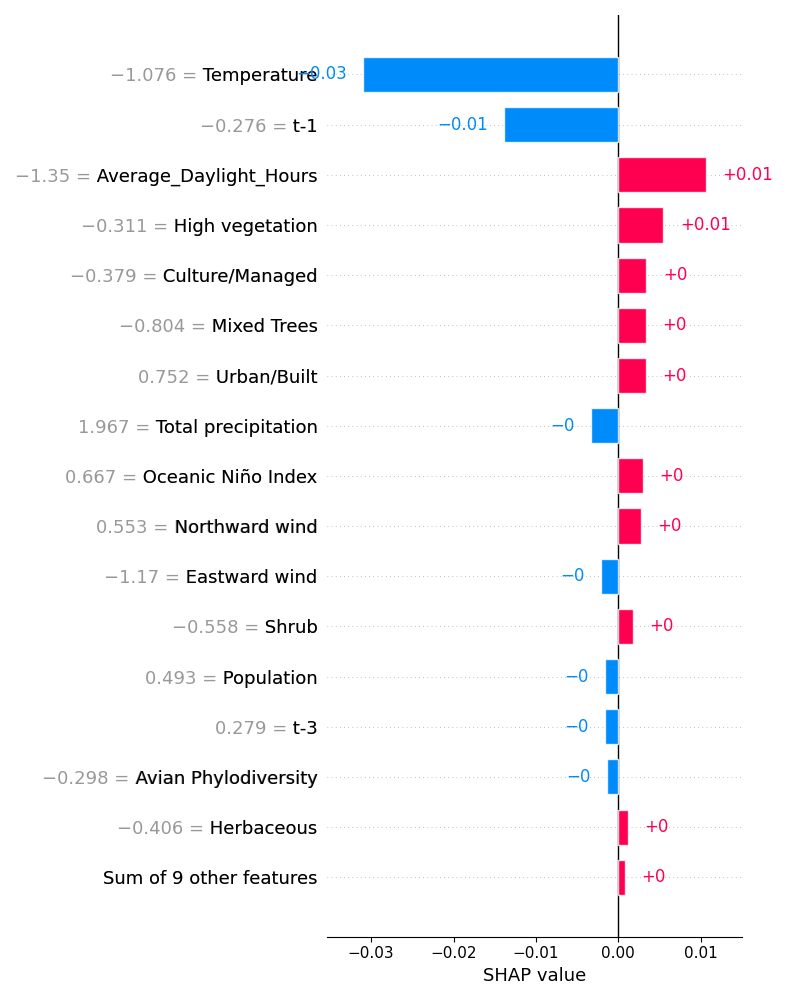 −1.076 = Temperature −0.03
−0.276 = t-1 −0.01
−1.35 = Average_Daylight_Hours +0.01
−0.311 = High vegetation +0.01
−0.379 = Culture/Managed +0
−0.804 = Mixed Trees +0
0.752 = Urban/Built +0
1.967 = Total precipitation −0
0.667 = Oceanic Niño Index +0
0.553 = Northward wind +0
−1.17 = Eastward wind −0
−0.558 = Shrub +0
0.493 = Population −0
0.279 = t-3 −0
−0.298 = Avian Phylodiversity −0
−0.406 = Herbaceous +0
Sum of 9 other features +0
−0.03 −0.02 −0.01 0.00 0.01
SHAP value